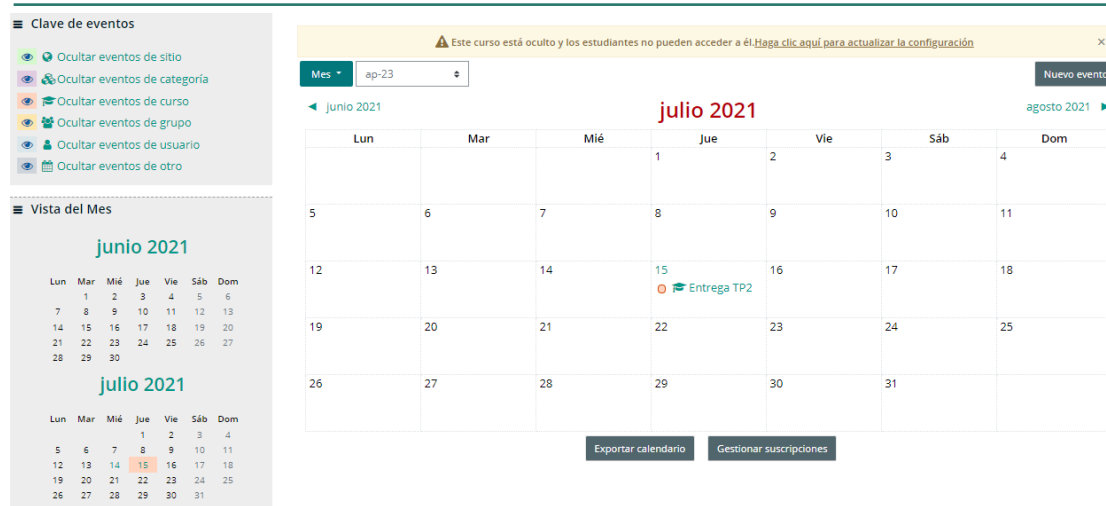 Clave de eventos
Ocultar eventos de sitio
Ocultar eventos de categoría
Ocultar eventos de curso
Ocultar eventos de grupo
Ocultar eventos de usuario
Ocultar eventos de otro
Vista del Mes
junio 2021
Lun Mar Mié Jue Vie Sáb Dom
1 2 3 4 5 6
7 8 9 10 11 12 13
14 15 16 17 18 19 20
21 22 23 24 25 26 27
28 29 30
julio 2021
Lun Mar Mié Jue Vie Sáb Dom
1 2 3 4
5 6 7 8 9 10 11
12 13 14 15 16 17 18
19 20 21 22 23 24 25
26 27 28 29 30 31
Este curso está oculto y los estudiantes no pueden acceder a él.Haga clic aquí para actualizar la configuración ×
Mes ap-23 Nuevo evento
◄ junio 2021 julio 2021 agosto 2021 ►
Lun Mar Mié Jue Vie Sáb Dom
1 2 3 4
5 6 7 8 9 10 11
12 13 14 15 16 17 18
Entrega TP2
19 20 21 22 23 24 25
26 27 28 29 30 31
Exportar calendario Gestionar suscripciones